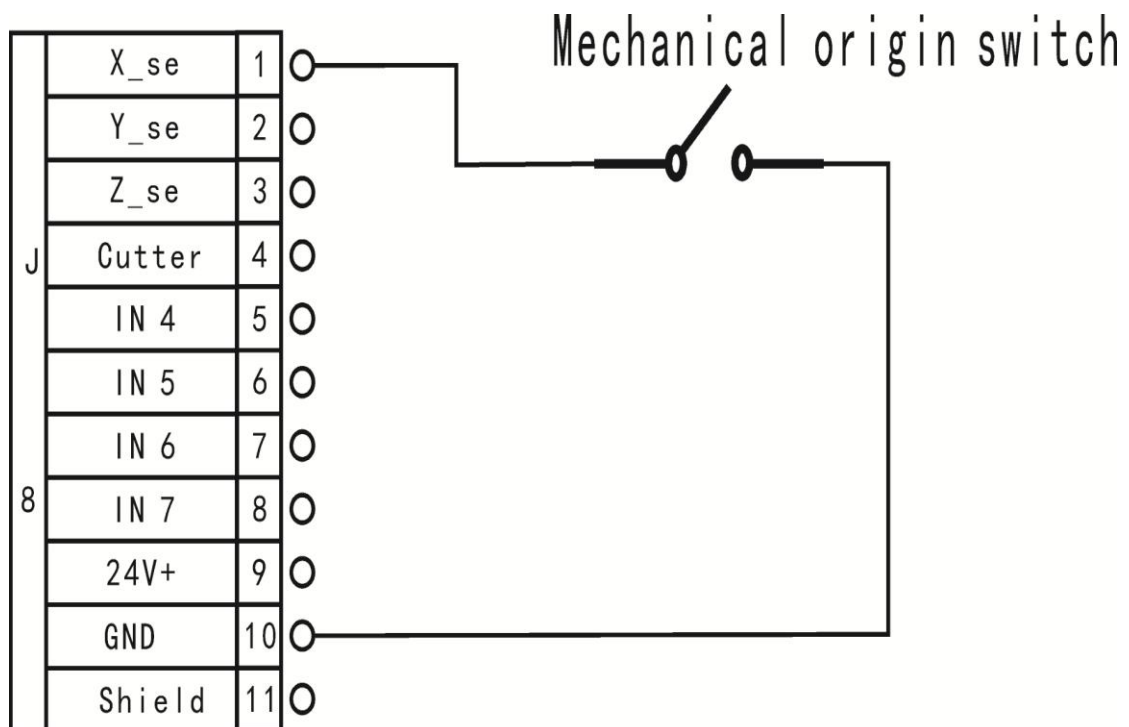 Mechanical origin switch
J 8
X_se 1
Y_se 2
Z_se 3
Cutter 4
IN 4 5
IN 5 6
IN 6 7
IN 7 8
24V+ 9
GND 10
Shield 11